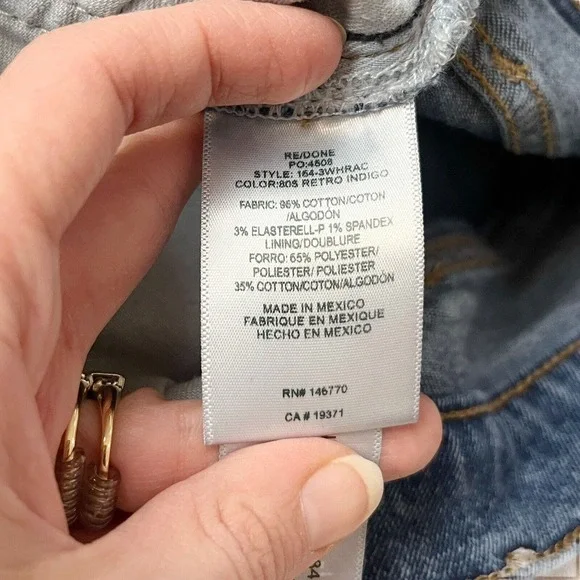 RE/DONE
PO:4508
STYLE: 164-3WHRAC
COLOR:80S RETRO INDIGO
FABRIC: 96% COTTON/COTON
/ALGODÓN
3% ELASTERELL-P 1% SPANDEX
LINING/DOUBLURE
FORRO: 65% POLYESTER/
POLIESTER/ POLIESTER
35% COTTON/COTON/ALGODÓN
MADE IN MEXICO
FABRIQUE EN MEXIQUE
HECHO EN MEXICO
RN# 146770
CA # 19371